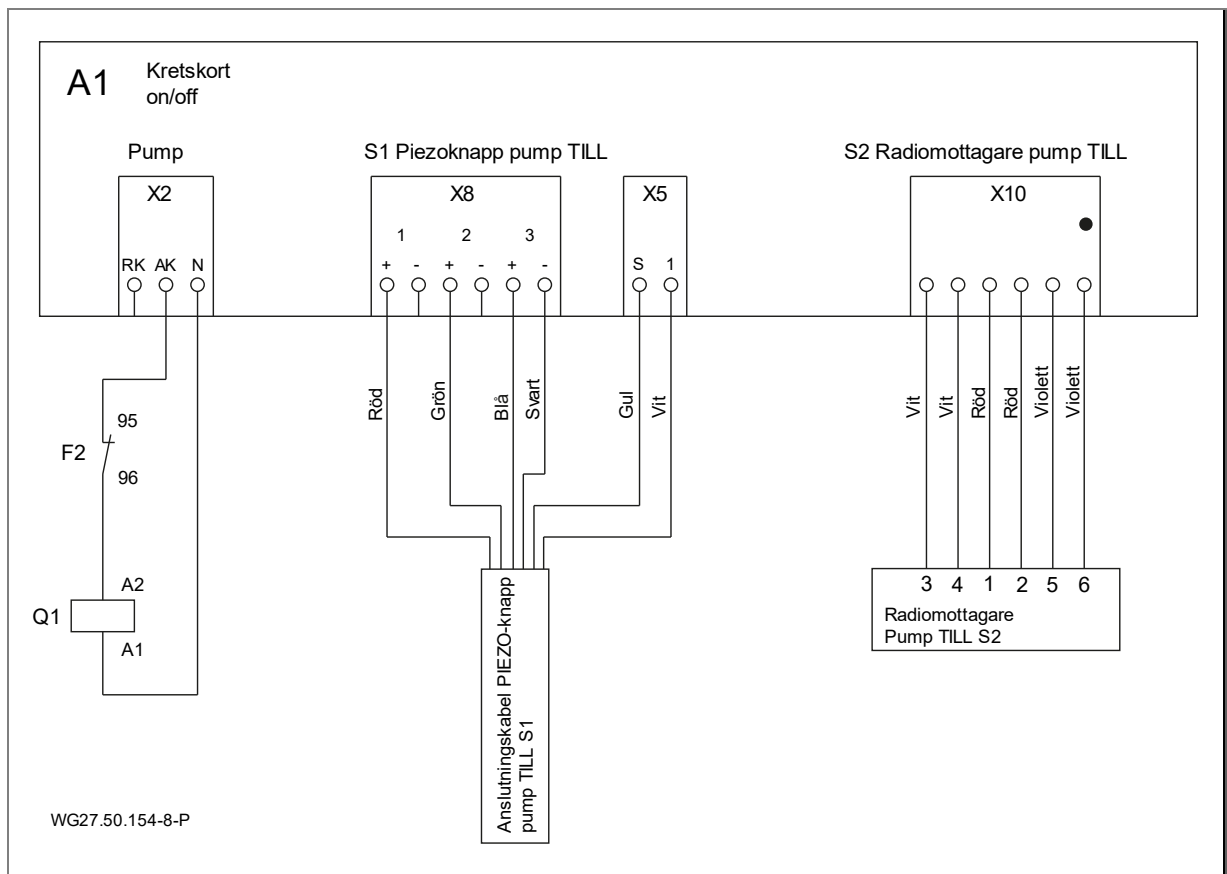 A1
Kretskort
on/off
Pump
S1 Piezoknapp pump TILL
S2 Radiomottagare pump TILL
X2
X8
X5
X10
1 2 3
RK AK N
+ - + - + -
S 1
Röd
Grön
Blå
Svart
Gul
Vit
Vit
Vit
Röd
Röd
Violett
Violett
95
F2
96
A2
Q1
A1
3 4 1 2 5 6
Radiomottagare
Pump TILL S2
Anslutningskabel PIEZO-knapp
pump TILL S1
WG27.50.154-8-P